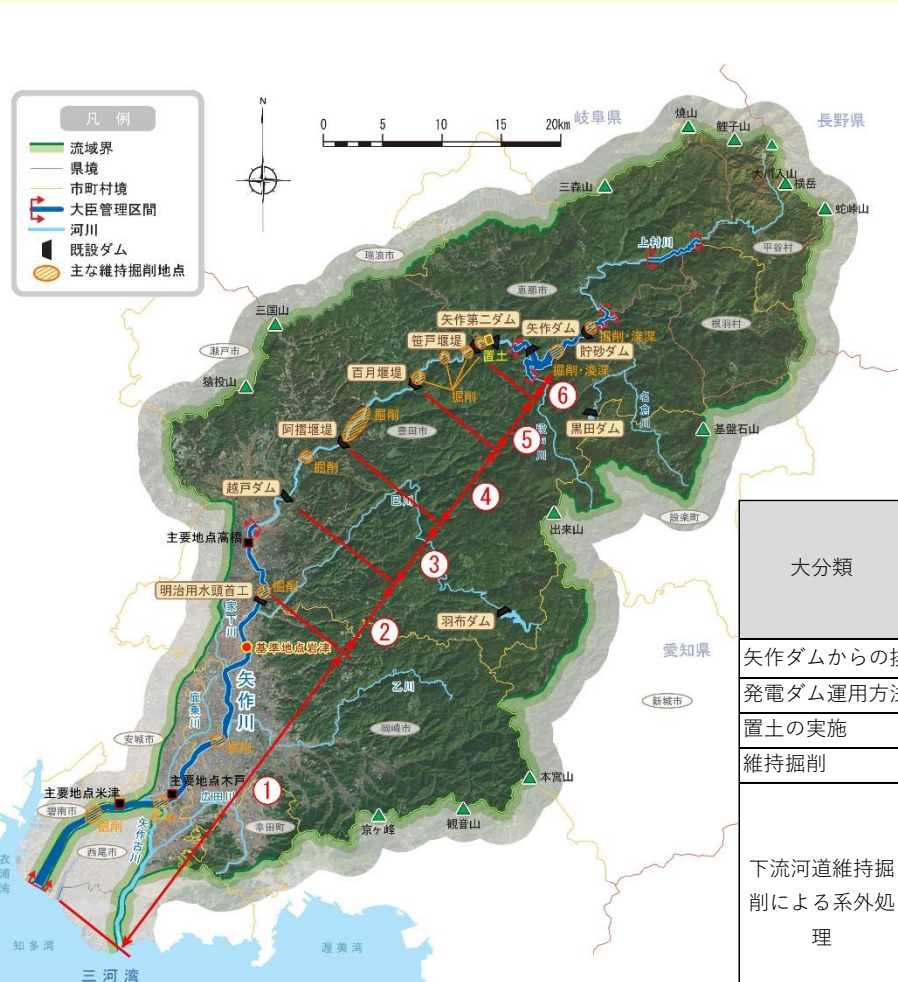 凡 例
流域界
県境
市町村境
大臣管理区間
河川
既設ダム
主な維持掘削地点
N
0 5 10 15 20km
岐阜県
長野県
愛知県
焼山
鯉子山
大川入山
横岳
蛇峠山
三森山
上村川
平谷村
瑞浪市
恵那市
根羽村
三国山
瀬戸市
猿投山
矢作第二ダム
矢作ダム
笹戸堰堤
置土
掘削・浚渫
貯砂ダム
掘削・浚渫
百月堰堤
掘削
⑥
名倉川
黒田ダム
基盤石山
阿摺堰堤
掘削
豊田市
⑤
掘削
④
越戸ダム
巴川
設楽町
出来山
主要地点高橋
③
明治用水頭首工
掘削
家下川
羽布ダム
②
基準地点岩津
矢作川
乙川
鹿乗川
新城市
安城市
岡崎市
掘削
本宮山
主要地点木戸
主要地点米津
広田川
①
碧南市
掘削
矢作古川
幸田町
京ヶ峰
観音山
西尾市
衣浦湾
知多湾
渥美湾
三河湾
大分類
矢作ダムからの
発電ダム運用方法
置土の実施
維持掘削
下流河道維持掘
削による系外処
理